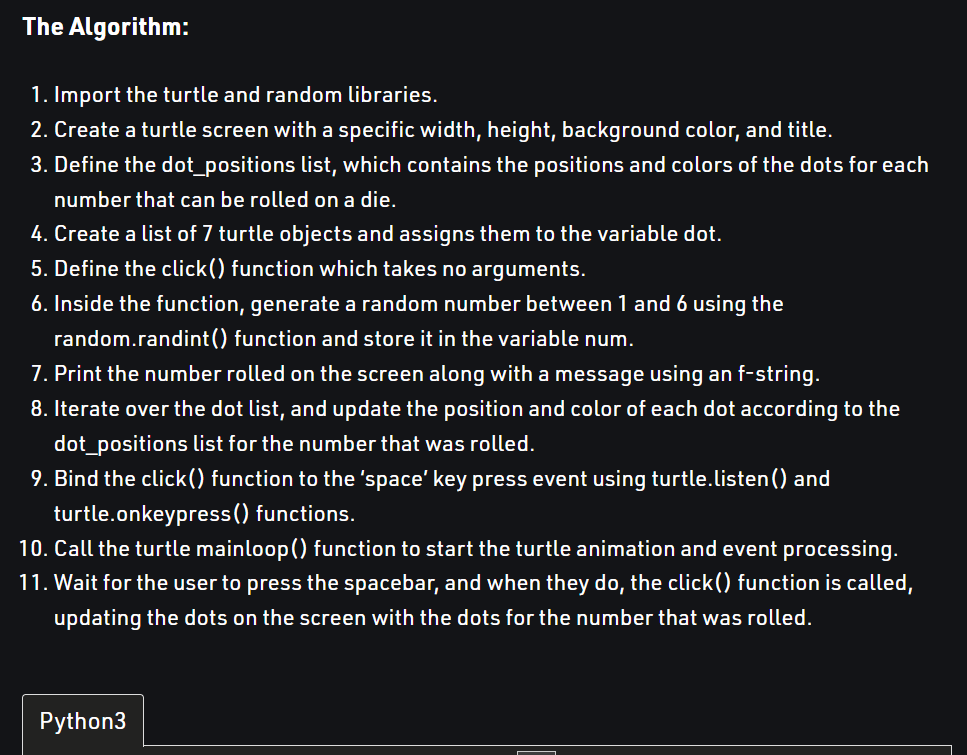 The Algorithm:
1. Import the turtle and random libraries.
2. Create a turtle screen with a specific width, height, background color, and title.
3. Define the dot_positions list, which contains the positions and colors of the dots for each
number that can be rolled on a die.
4. Create a list of 7 turtle objects and assigns them to the variable dot.
5. Define the click() function which takes no arguments.
6. Inside the function, generate a random number between 1 and 6 using the
random.randint() function and store it in the variable num.
7. Print the number rolled on the screen along with a message using an f-string.
8. Iterate over the dot list, and update the position and color of each dot according to the
dot_positions list for the number that was rolled.
9. Bind the click() function to the ‘space’ key press event using turtle.listen() and
turtle.onkeypress() functions.
10. Call the turtle mainloop() function to start the turtle animation and event processing.
11. Wait for the user to press the spacebar, and when they do, the click() function is called,
updating the dots on the screen with the dots for the number that was rolled.
Python3